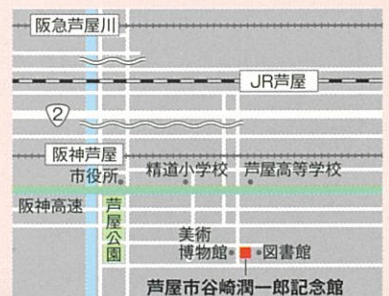 阪急芦屋川
JR芦屋
2
阪神芦屋
市役所
精道小学校
芦屋高等学校
阪神高速
芦屋公園
美術
博物館
図書館
芦屋市谷崎潤一郎記念館